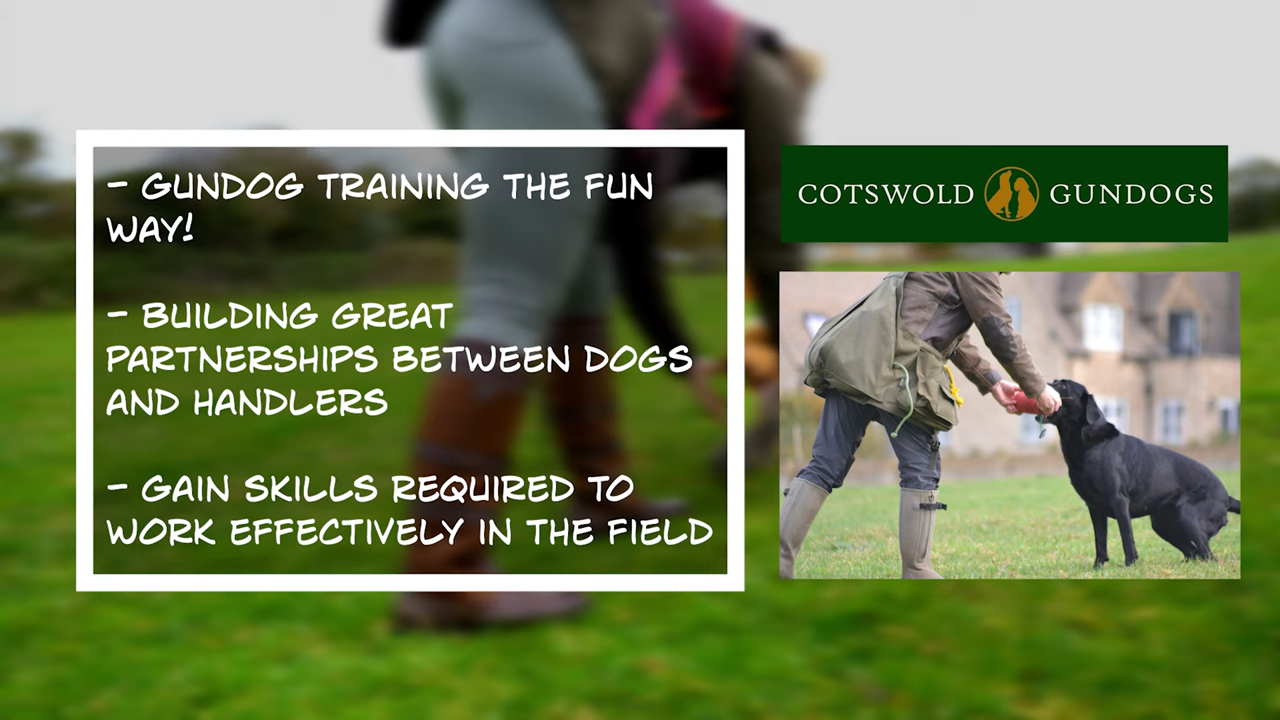 - GUNDOG TRAINING THE FUN
WAY!
- BUILDING GREAT
PARTNERSHIPS BETWEEN DOGS
AND HANDLERS
- GAIN SKILLS REQUIRED TO
WORK EFFECTIVELY IN THE FIELD
COTSWOLD GUNDOGS